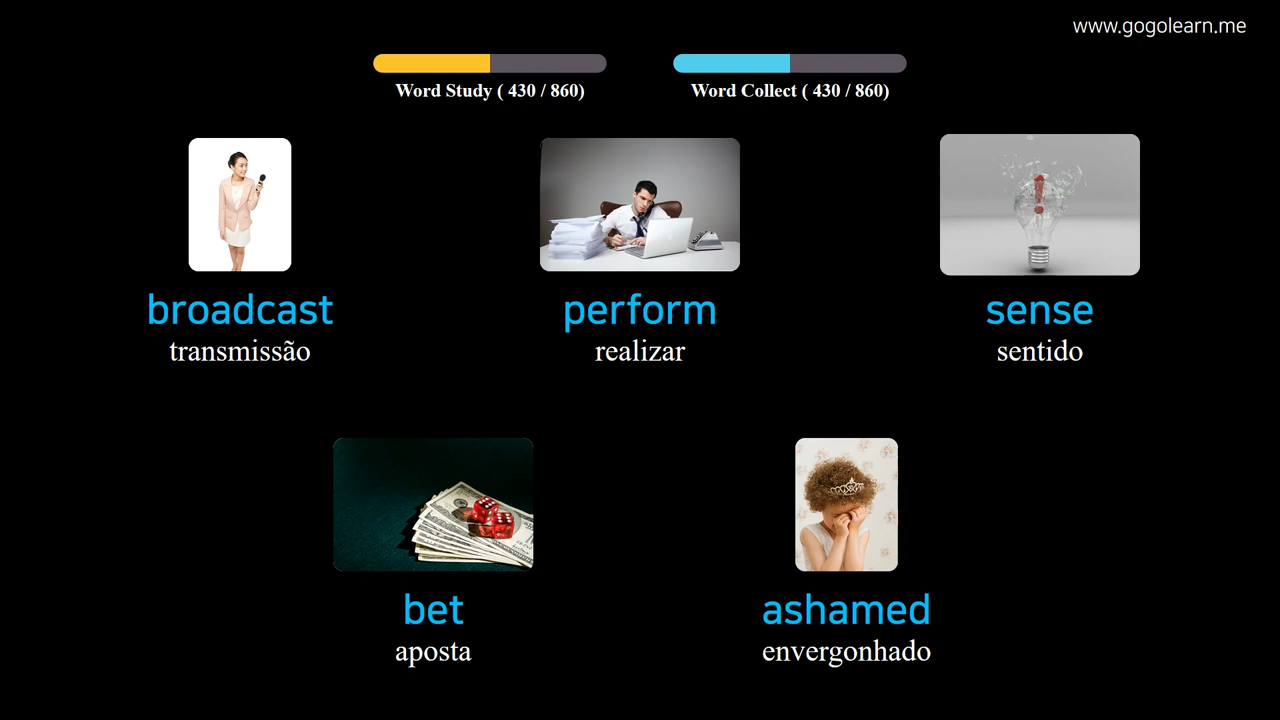 www.gogolearn.me
Word Study ( 430 / 860)
Word Collect ( 430 / 860)
broadcast
transmissão
perform
realizar
sense
sentido
bet
aposta
ashamed
envergonhado